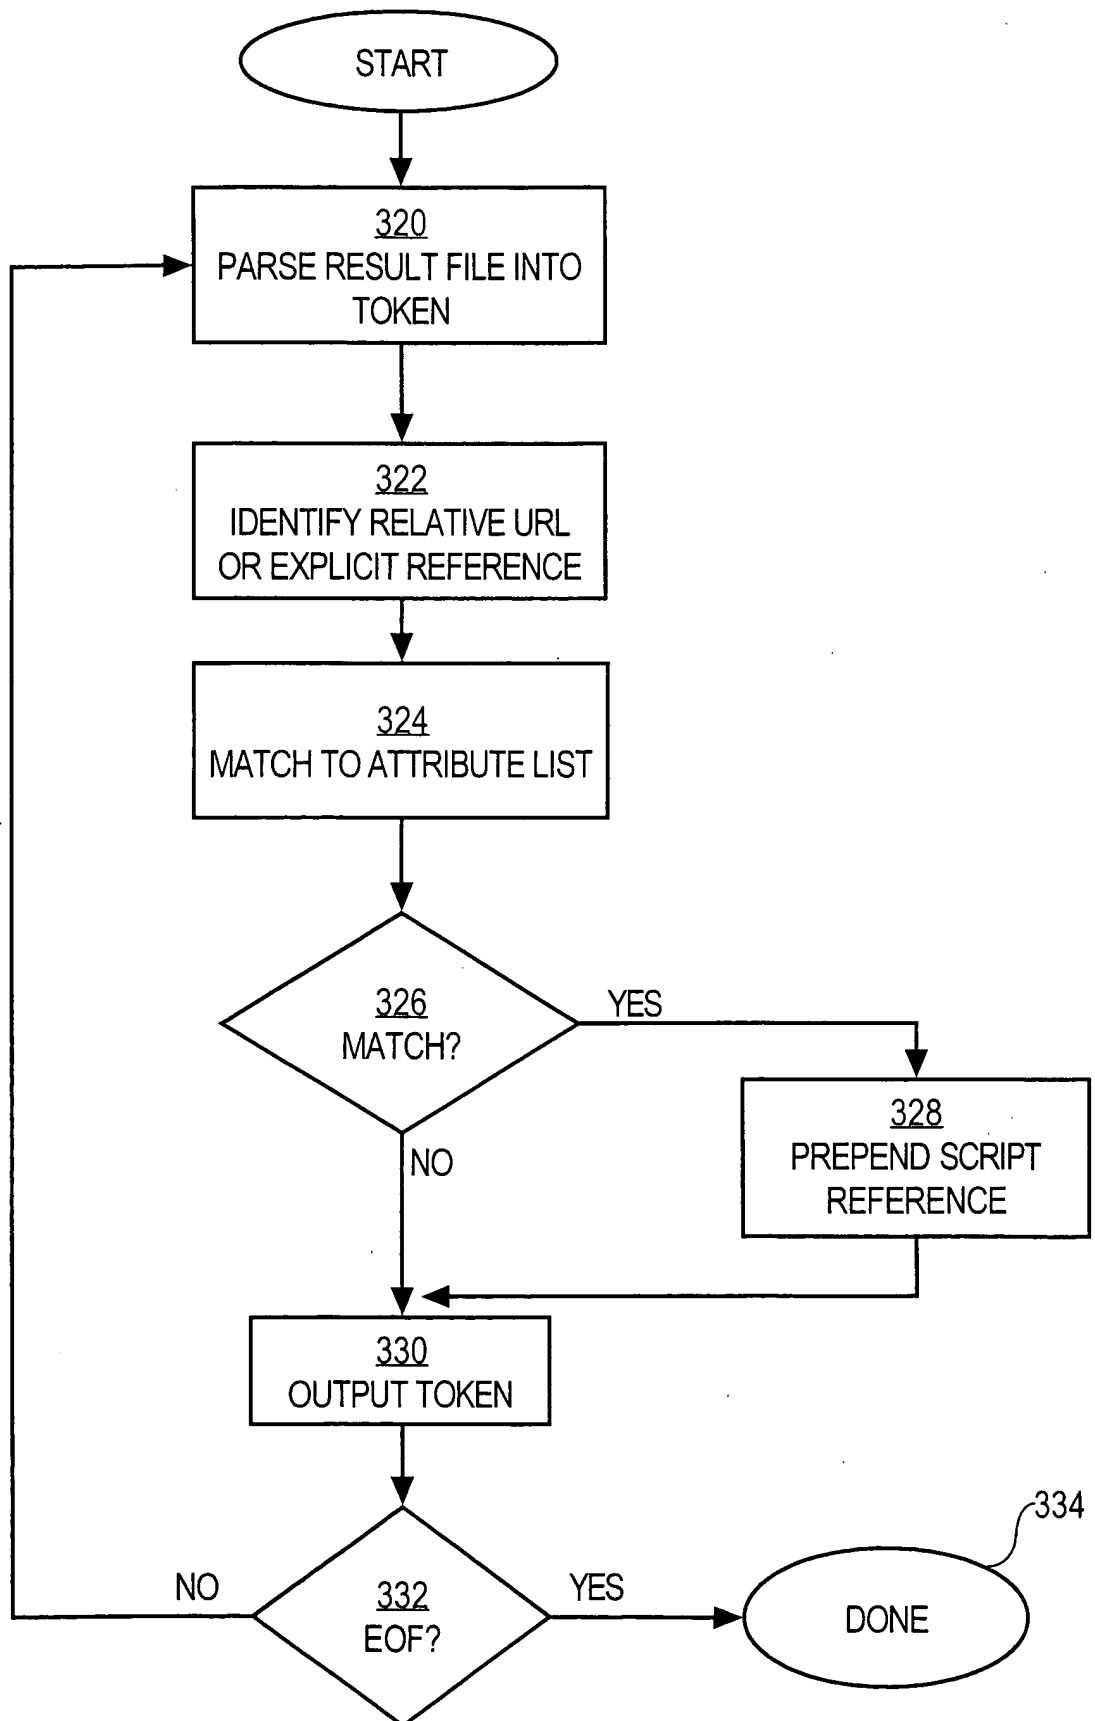 START
320
PARSE RESULT FILE INTO
TOKEN
322
IDENTIFY RELATIVE URL
OR EXPLICIT REFERENCE
324
MATCH TO ATTRIBUTE LIST
326
MATCH?
YES
328
PREPEND SCRIPT
REFERENCE
NO
330
OUTPUT TOKEN
334
NO
332
EOF?
YES
DONE